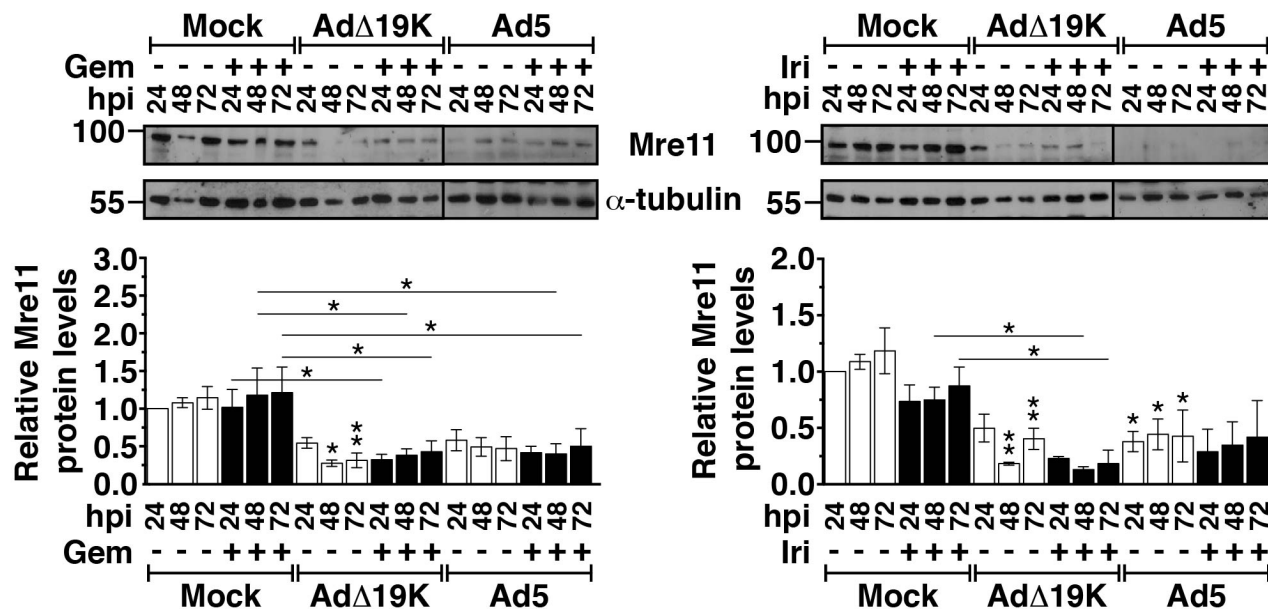 Mock AdΔ19K Ad5
Gem - - - + + + - - - + + + - - - + + +
hpi 24 48 72 24 48 72 24 48 72 24 48 72 24 48 72 24 48 72
100
Mre11
55
α-tubulin
Relative Mre11 protein levels
3.0
2.5
2.0
1.5
1.0
0.5
0.0
*
*
*
*
*
*
**
hpi 24 48 72 24 48 72 24 48 72 24 48 72 24 48 72 24 48 72
Gem - - - + + + - - - + + + - - - + + +
Mock AdΔ19K Ad5
Mock AdΔ19K Ad5
Iri - - - + + + - - - + + + - - - + + +
hpi 24 48 72 24 48 72 24 48 72 24 48 72 24 48 72 24 48 72
100
55
Relative Mre11 protein levels
2.0
1.5
1.0
0.5
0.0
*
*
**
**
* * *
hpi 24 48 72 24 48 72 24 48 72 24 48 72 24 48 72 24 48 72
Iri - - - + + + - - - + + + - - - + + +
Mock AdΔ19K Ad5